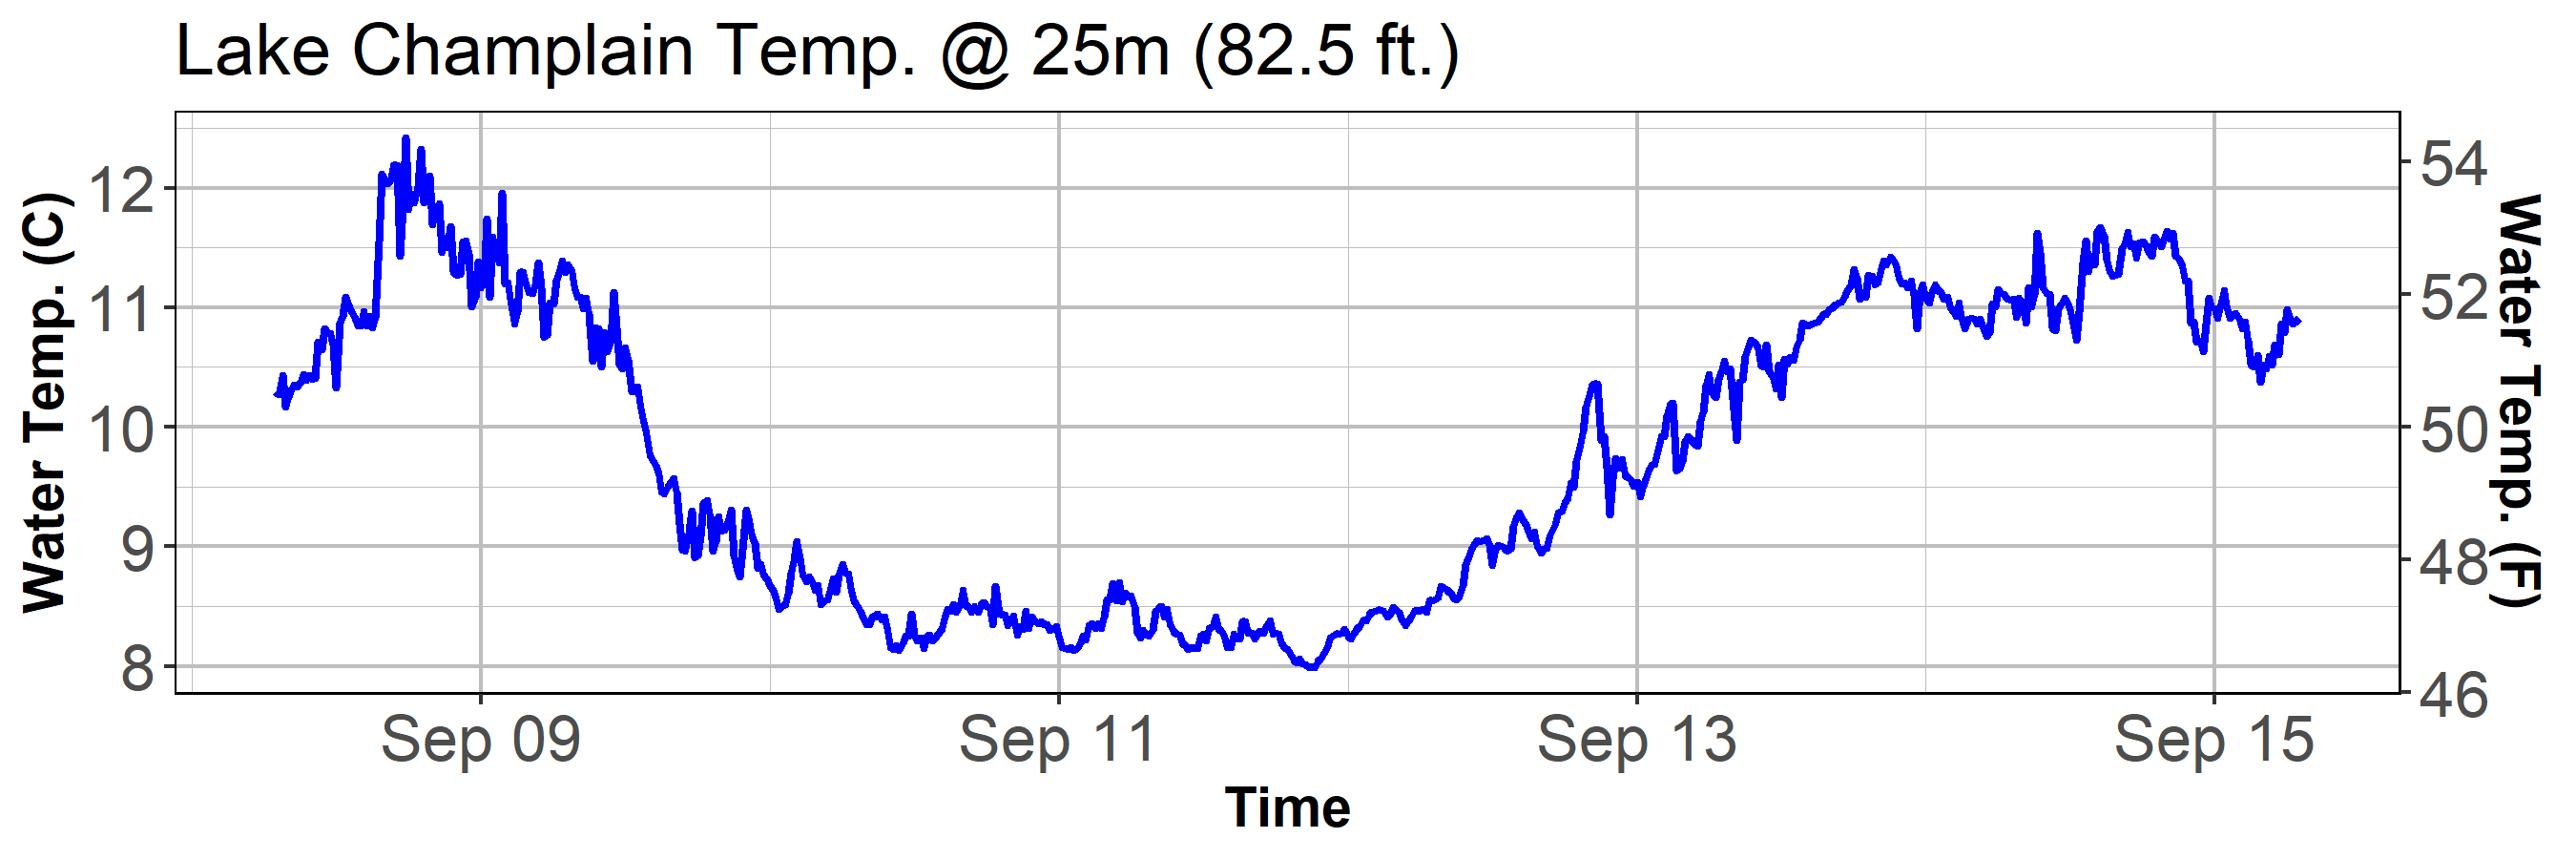 Lake Champlain Temp. @ 25m (82.5 ft.)
Water Temp. (C)
12
11
10
9
8
54
52
50
48
46
Water Temp. (F)
Sep 09 Sep 11 Sep 13 Sep 15
Time